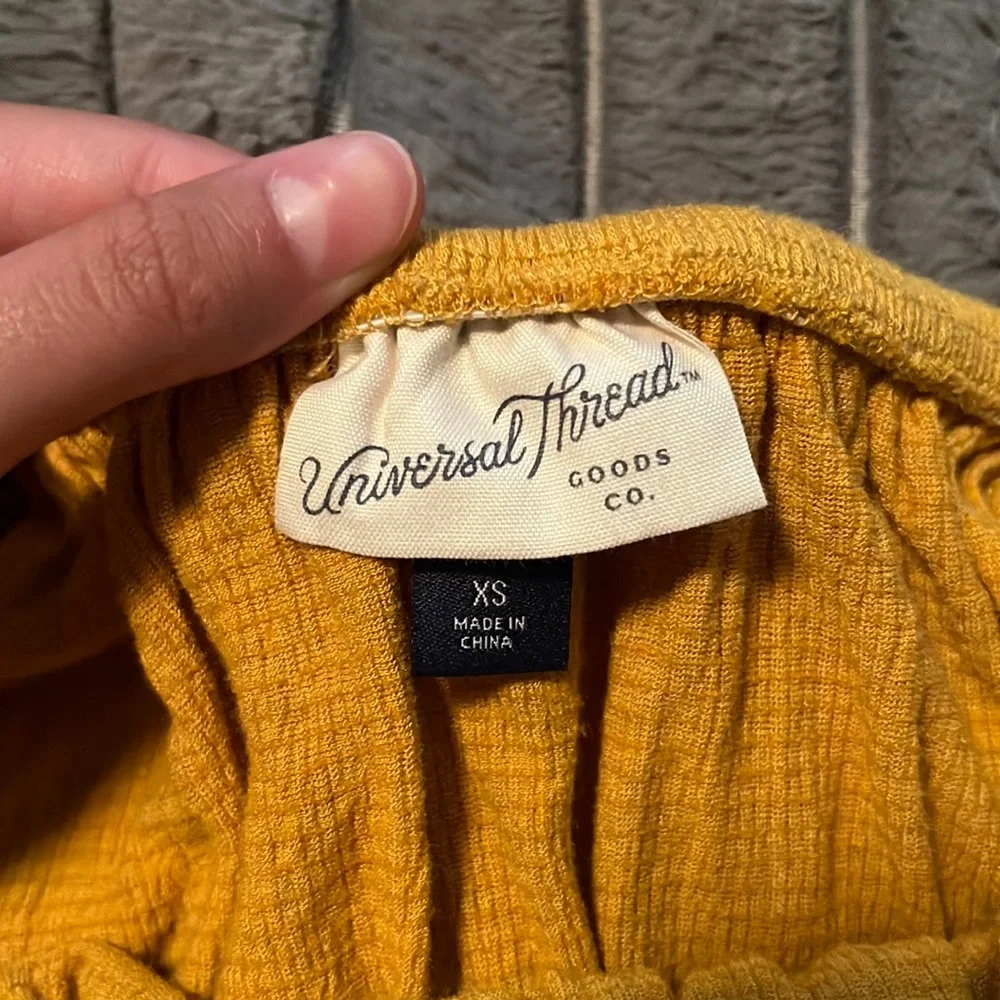 Universal Thread™
GOODS
CO.
XS
MADE IN
CHINA